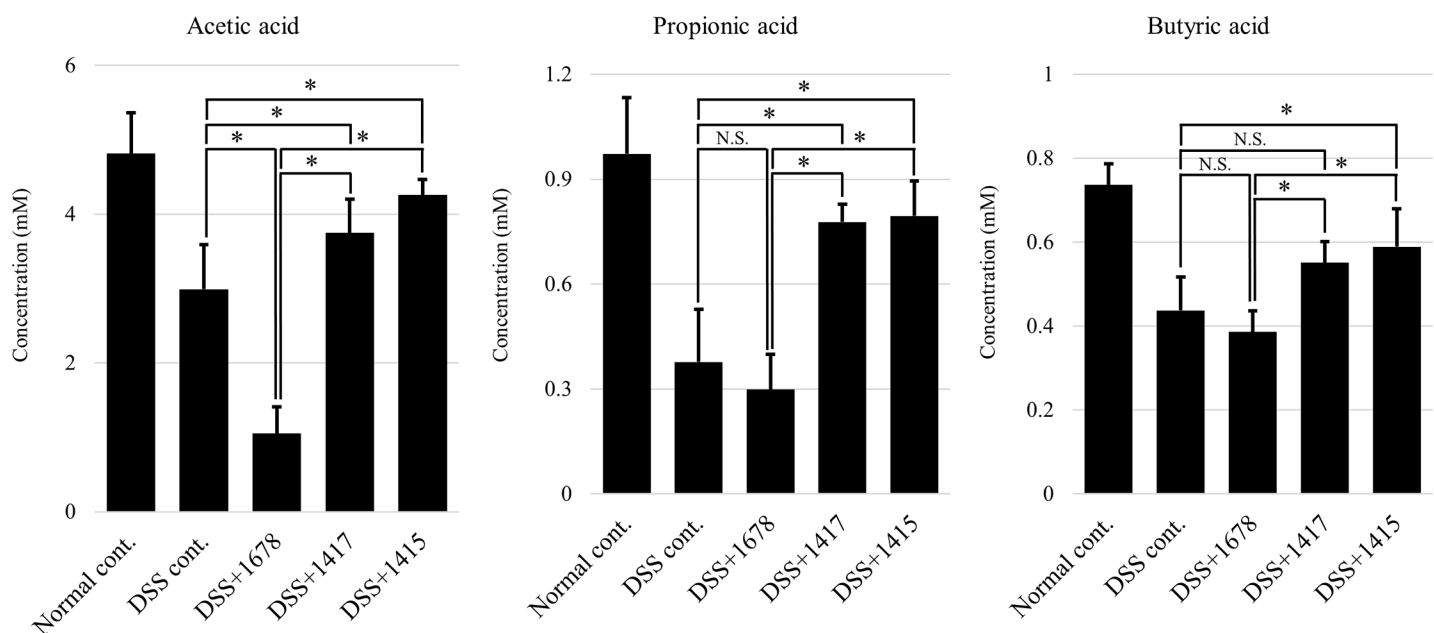 Acetic acid
Concentration (mM)
6
4
2
0
*
*
*
*
*
Normal cont.
DSS cont.
DSS+1678
DSS+1417
DSS+1415
Propionic acid
Concentration (mM)
1.2
0.9
0.6
0.3
0
*
*
N.S.
*
*
Normal cont.
DSS cont.
DSS+1678
DSS+1417
DSS+1415
Butyric acid
Concentration (mM)
1
0.8
0.6
0.4
0.2
0
*
N.S.
N.S.
*
*
Normal cont.
DSS cont.
DSS+1678
DSS+1417
DSS+1415